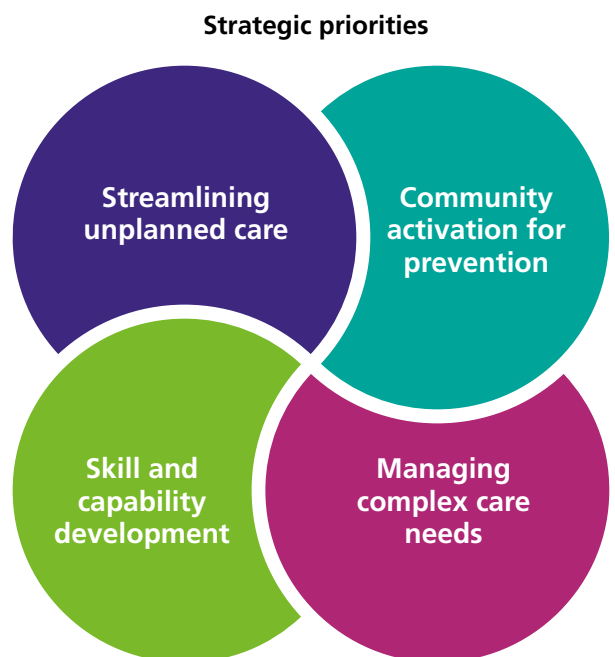 Strategic priorities
Streamlining
unplanned care
Community
activation for
prevention
Skill and
capability
development
Managing
complex care
needs